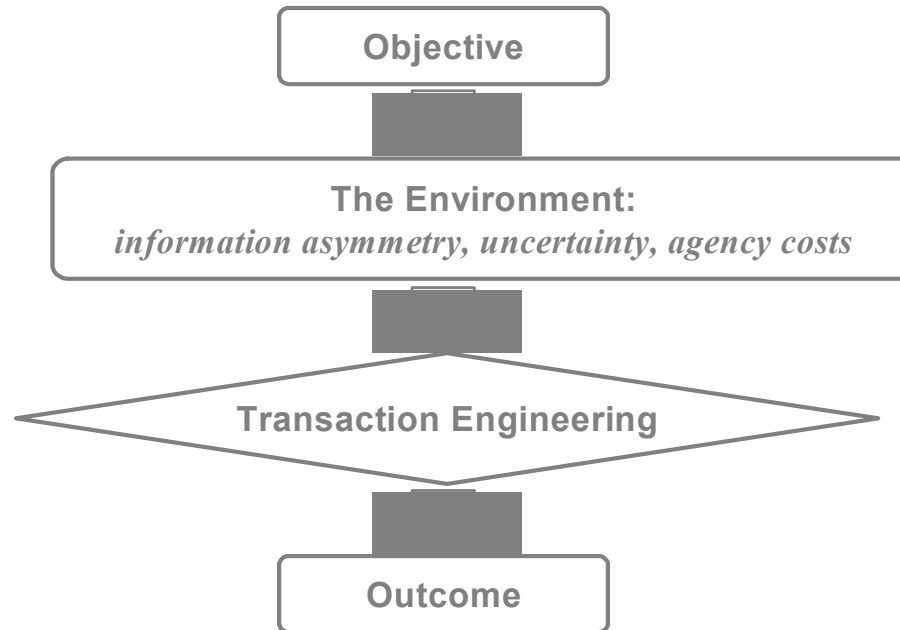 Objective
The Environment:
information asymmetry, uncertainty, agency costs
Transaction Engineering
Outcome